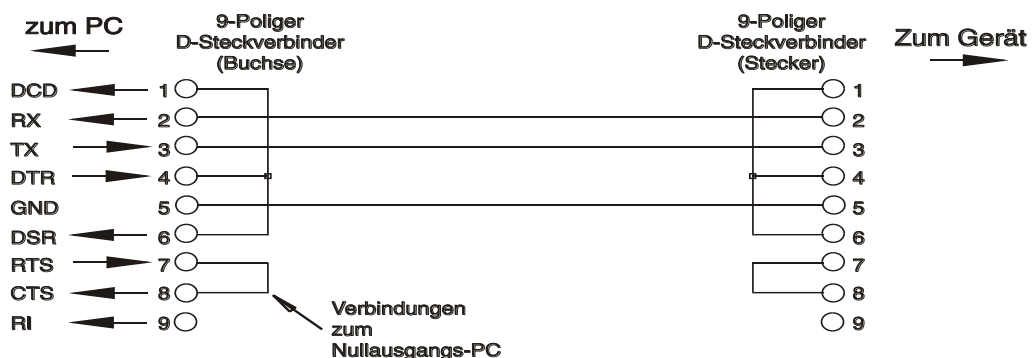 zum PC
9-Poliger
D-Steckverbinder
(Buchse)
9-Poliger
D-Steckverbinder
(Stecker)
Zum Gerät
DCD 1 1
RX 2 2
TX 3 3
DTR 4 4
GND 5 5
DSR 6 6
RTS 7 7
CTS 8 8
RI 9 9
Verbindungen
zum
Nullausgangs-PC